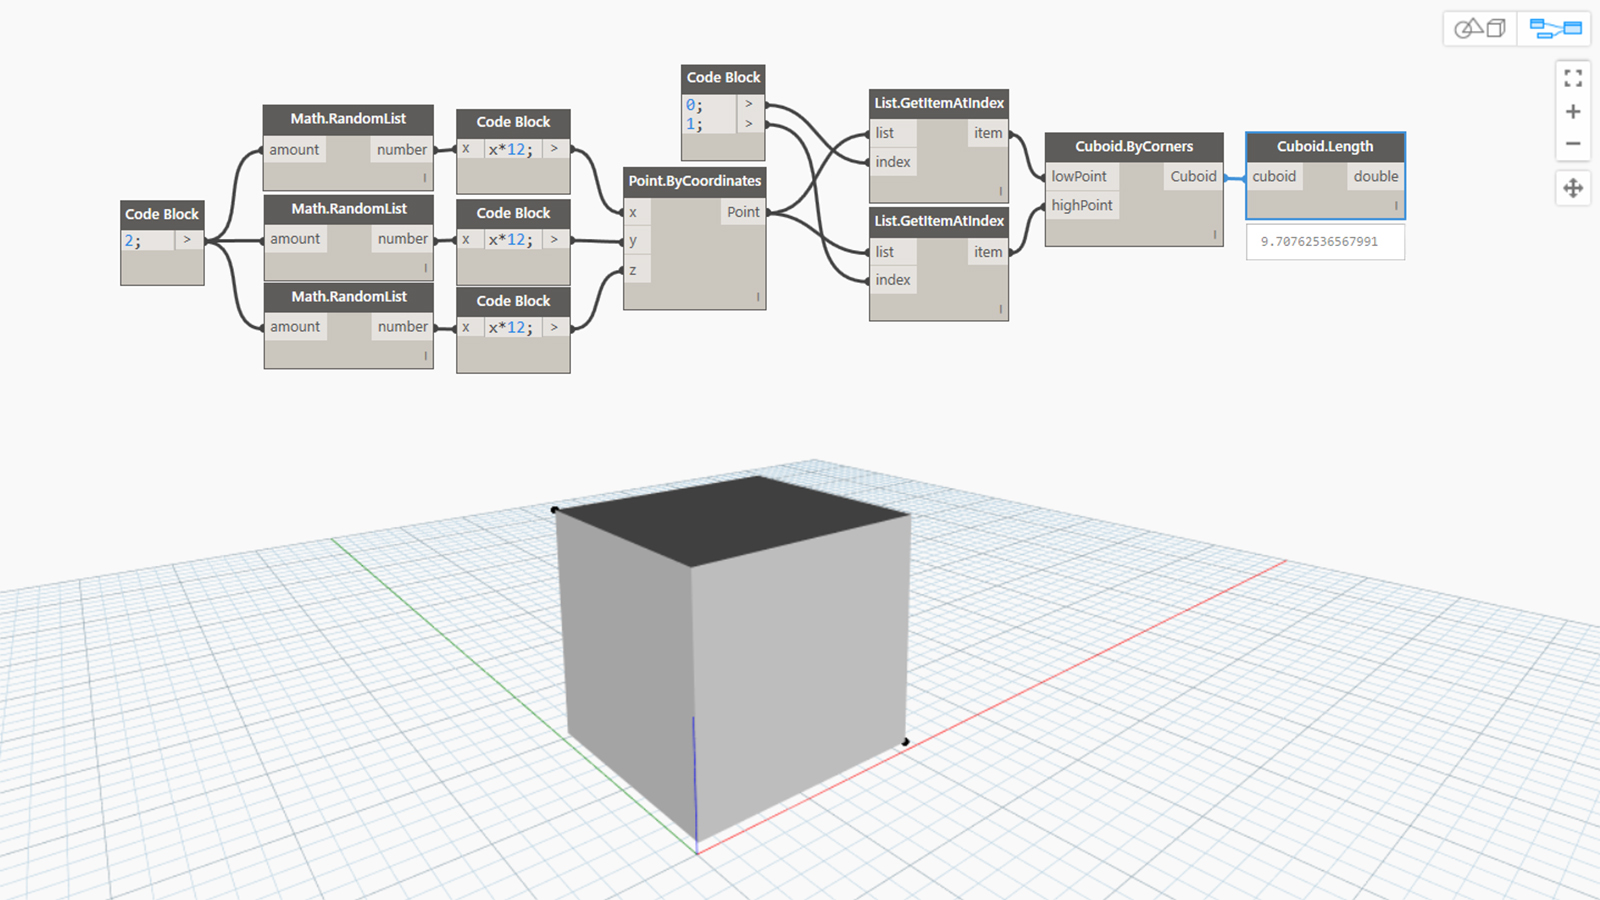 Code Block
2; >
Math.RandomList
amount number
Math.RandomList
amount number
Math.RandomList
amount number
Code Block
x x*12; >
Code Block
x x*12; >
Code Block
x x*12; >
Code Block
0; >
1; >
Point.ByCoordinates
x Point
y
z
List.GetItemAtIndex
list item
index
List.GetItemAtIndex
list item
index
Cuboid.ByCorners
lowPoint Cuboid
highPoint
Cuboid.Length
cuboid double
9.70762536567991